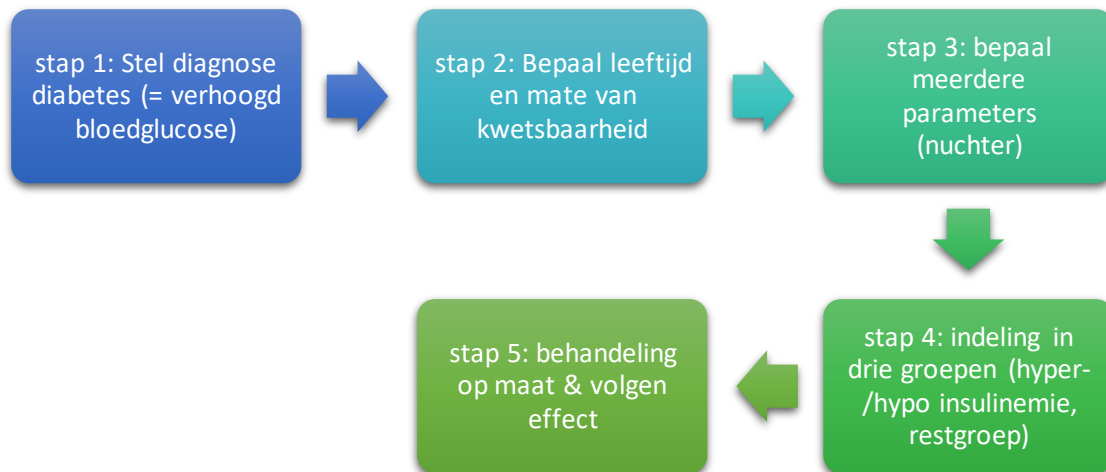 stap 1: Stel diagnose
diabetes (= verhoogd
bloedglucose)
stap 2: Bepaal leeftijd
en mate van
kwetsbaarheid
stap 3: bepaal
meerdere
parameters
(nuchter)
stap 4: indeling in
drie groepen (hyper-
/hypo insulinemie,
restgroep)
stap 5: behandeling
op maat & volgen
effect